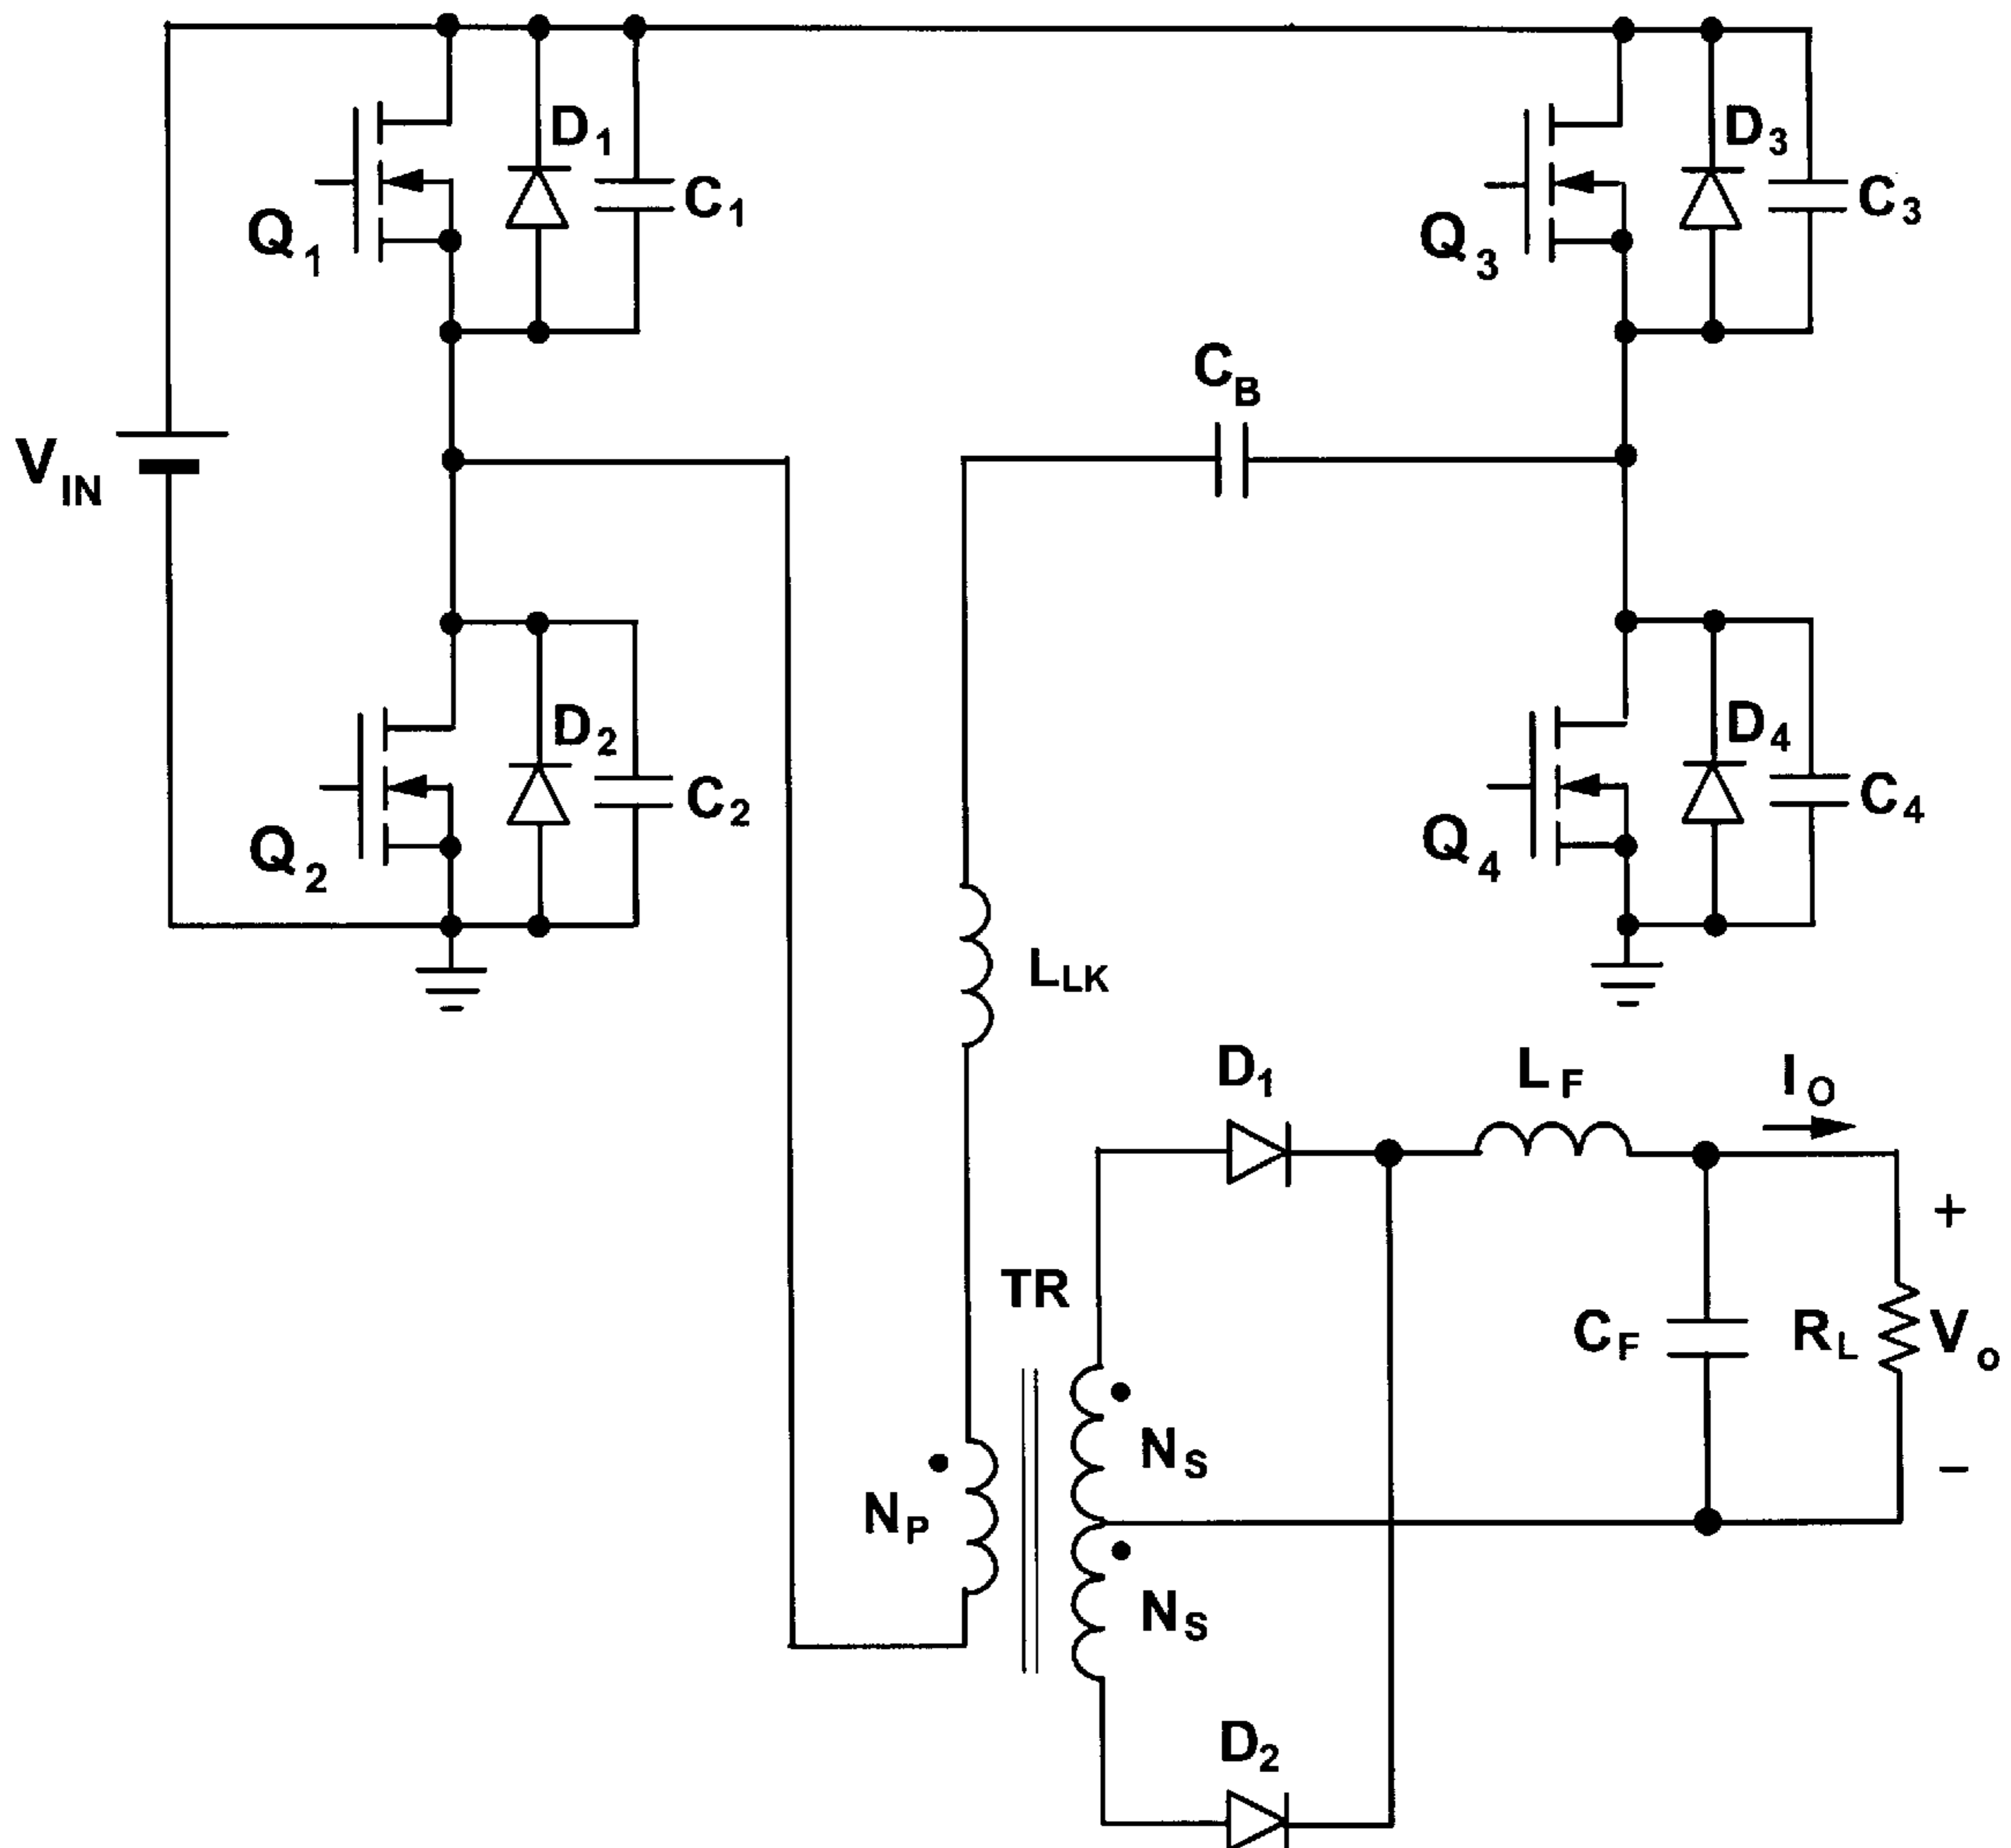 D1
D3
C1
C3
Q1
Q3
CB
VIN
D2
D4
C2
C4
Q2
Q4
LLK
D1
LF
IO
+
TR
CF
RL
Vo
NS
−
NP
NS
D2